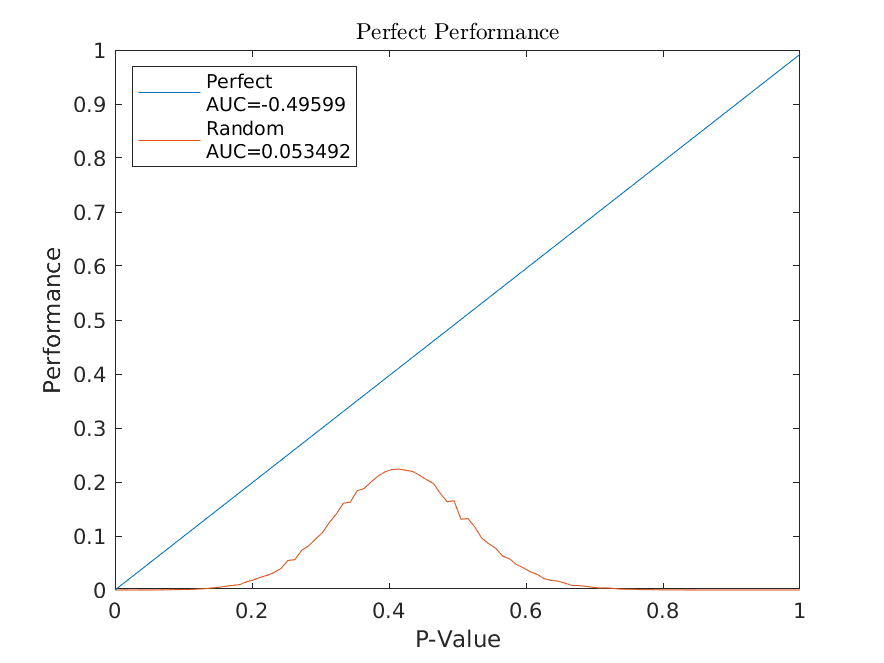 Perfect Performance
Perfect
AUC=-0.49599
Random
AUC=0.053492
1
0.9
0.8
0.7
0.6
0.5
0.4
0.3
0.2
0.1
0
Performance
0
0.2
0.4
0.6
0.8
1
P-Value